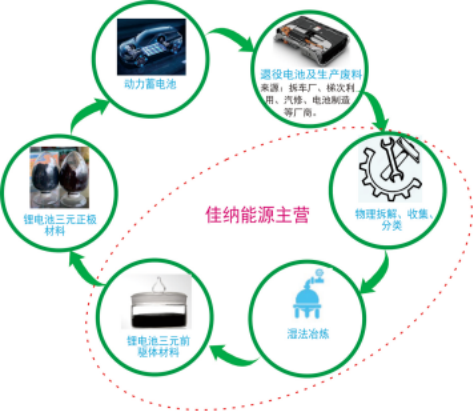 动力蓄电池
退役电池及生产废料
来源：拆车厂、梯次利
用、汽修、电池制造
等厂商。
物理拆解、收集、
分类
佳纳能源主营
锂电池三元正极
材料
湿法冶炼
锂电池三元前
驱体材料